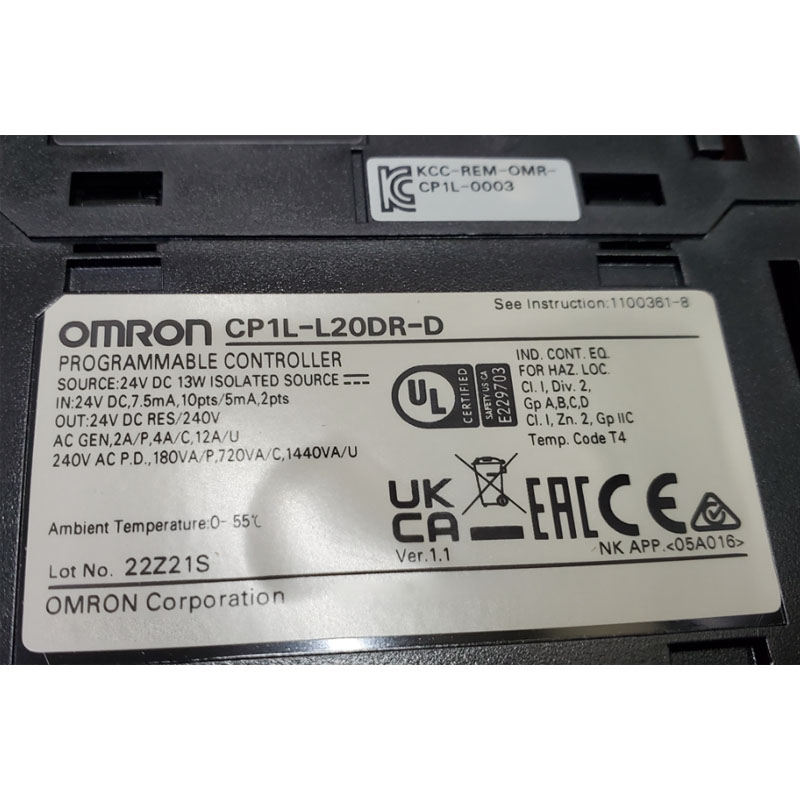 KCC-REM-OMR-
CP1L-0003
See Instruction:1100361-8
OMRON CP1L-L20DR-D
PROGRAMMABLE CONTROLLER
SOURCE:24V DC 13W ISOLATED SOURCE
IN:24V DC,7.5mA,10pts/5mA,2pts
OUT:24V DC RES/240V
AC GEN,2A/P,4A/C,12A/U
240V AC P.D.,180VA/P,720VA/C,1440VA/U
UL
CERTIFIED
SAFETY US CA
E229703
IND. CONT. EQ.
FOR HAZ. LOC.
Cl. I, Div. 2,
Gp A,B,C,D
Cl. I, Zn. 2, Gp IIC
Temp. Code T4
UK
CA
EAC
CE
Ambient Temperature:0- 55℃
Lot No. 22Z21S
Ver.1.1
NK APP.<05A016>
OMRON Corporation